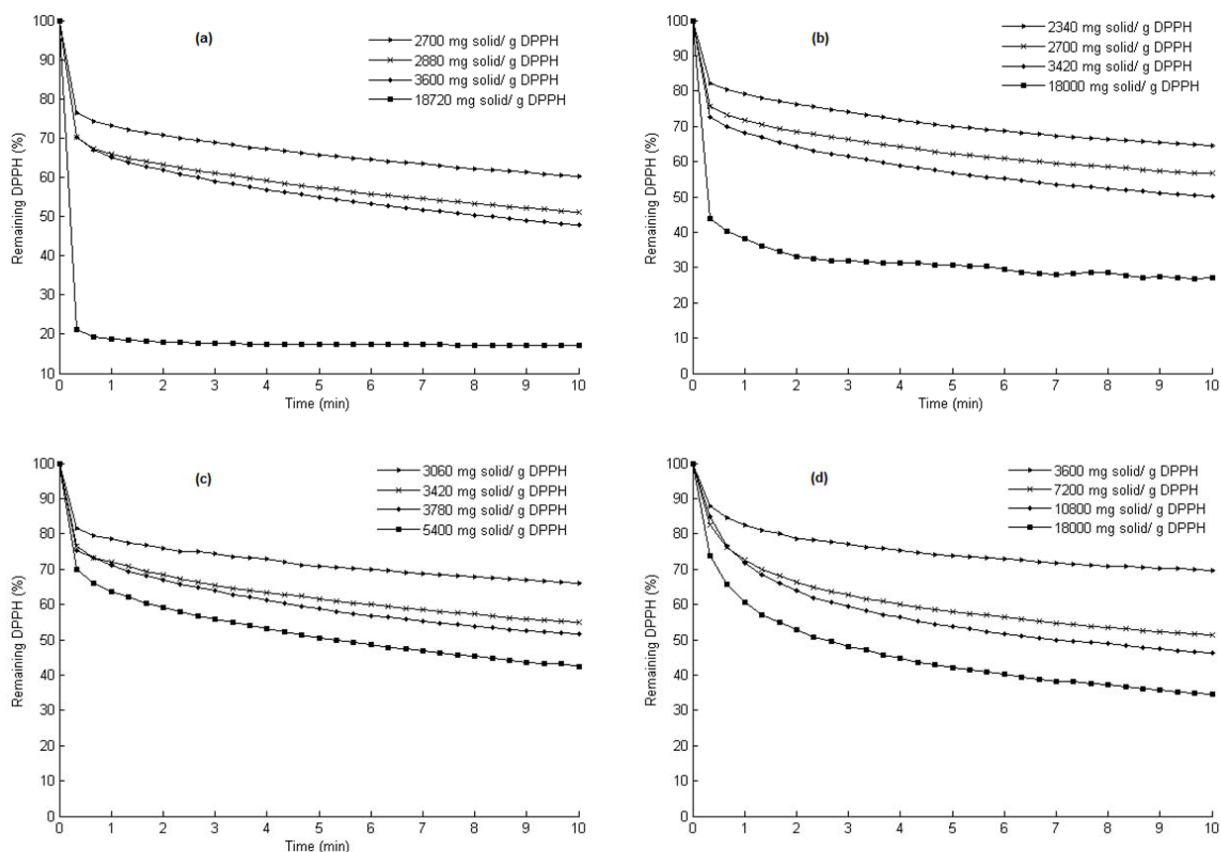 (a)
2700 mg solid/ g DPPH
2880 mg solid/ g DPPH
3600 mg solid/ g DPPH
18720 mg solid/ g DPPH
Remaining DPPH (%)
100
90
80
70
60
50
40
30
20
10
0 1 2 3 4 5 6 7 8 9 10
Time (min)
(b)
2340 mg solid/ g DPPH
2700 mg solid/ g DPPH
3420 mg solid/ g DPPH
18000 mg solid/ g DPPH
Remaining DPPH (%)
100
90
80
70
60
50
40
30
20
10
0
0 1 2 3 4 5 6 7 8 9 10
Time (min)
(c)
3060 mg solid/ g DPPH
3420 mg solid/ g DPPH
3780 mg solid/ g DPPH
5400 mg solid/ g DPPH
Remaining DPPH (%)
100
90
80
70
60
50
40
30
20
10
0
0 1 2 3 4 5 6 7 8 9 10
Time (min)
(d)
3600 mg solid/ g DPPH
7200 mg solid/ g DPPH
10800 mg solid/ g DPPH
18000 mg solid/ g DPPH
Remaining DPPH (%)
100
90
80
70
60
50
40
30
20
10
0
0 1 2 3 4 5 6 7 8 9 10
Time (min)